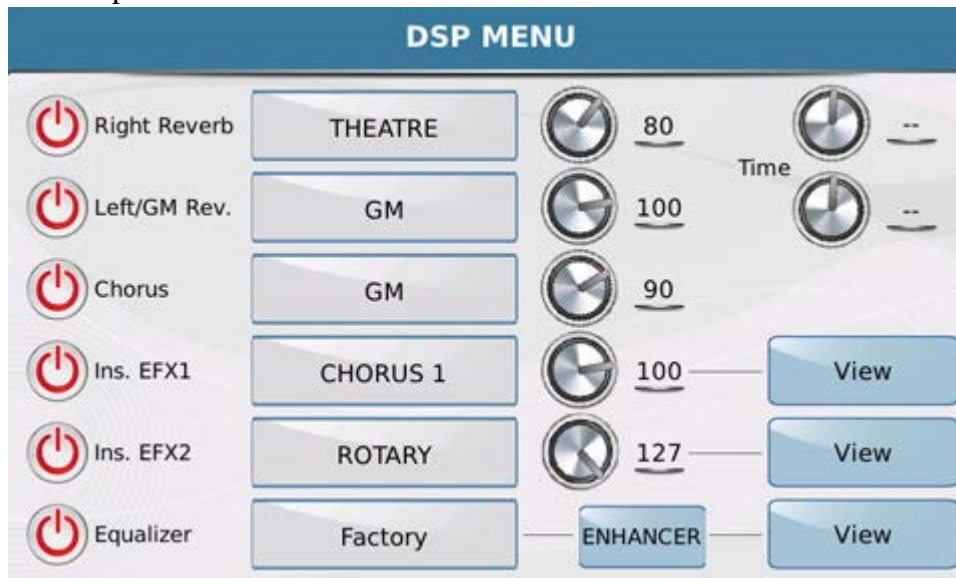 DSP MENU
Right Reverb THEATRE 80 --
Time
Left/GM Rev. GM 100 --
Chorus GM 90
Ins. EFX1 CHORUS 1 100 View
Ins. EFX2 ROTARY 127 View
Equalizer Factory ENHANCER View